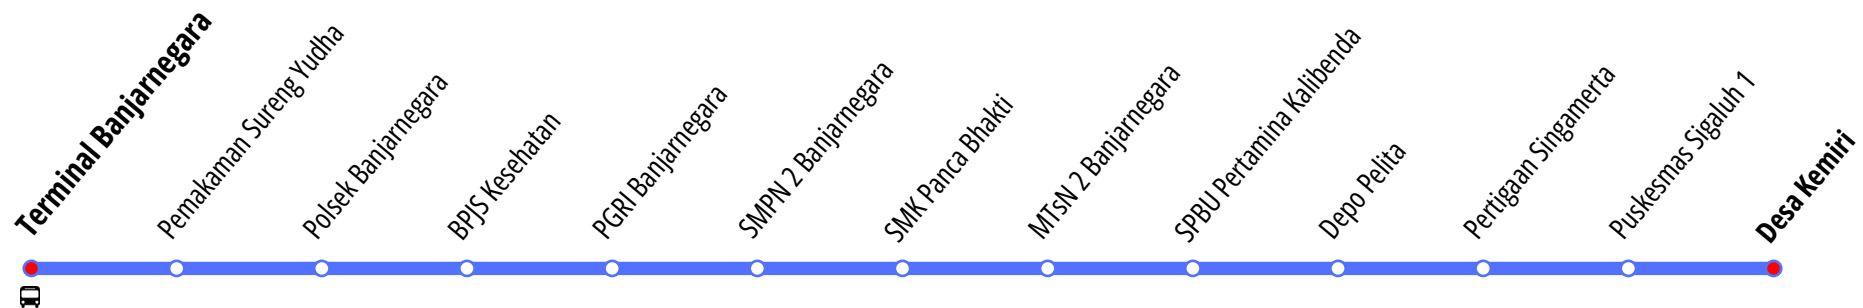 Terminal Banjarnegara
Pemakaman Sureng Yudha
Polsek Banjarnegara
BPJS Kesehatan
PGRI Banjarnegara
SMPN 2 Banjarnegara
SMK Panca Bhakti
MTsN 2 Banjarnegara
SPBU Pertamina Kalibenda
Depo Pelita
Pertigaan Singamerta
Puskesmas Sigaluh 1
Desa Kemiri